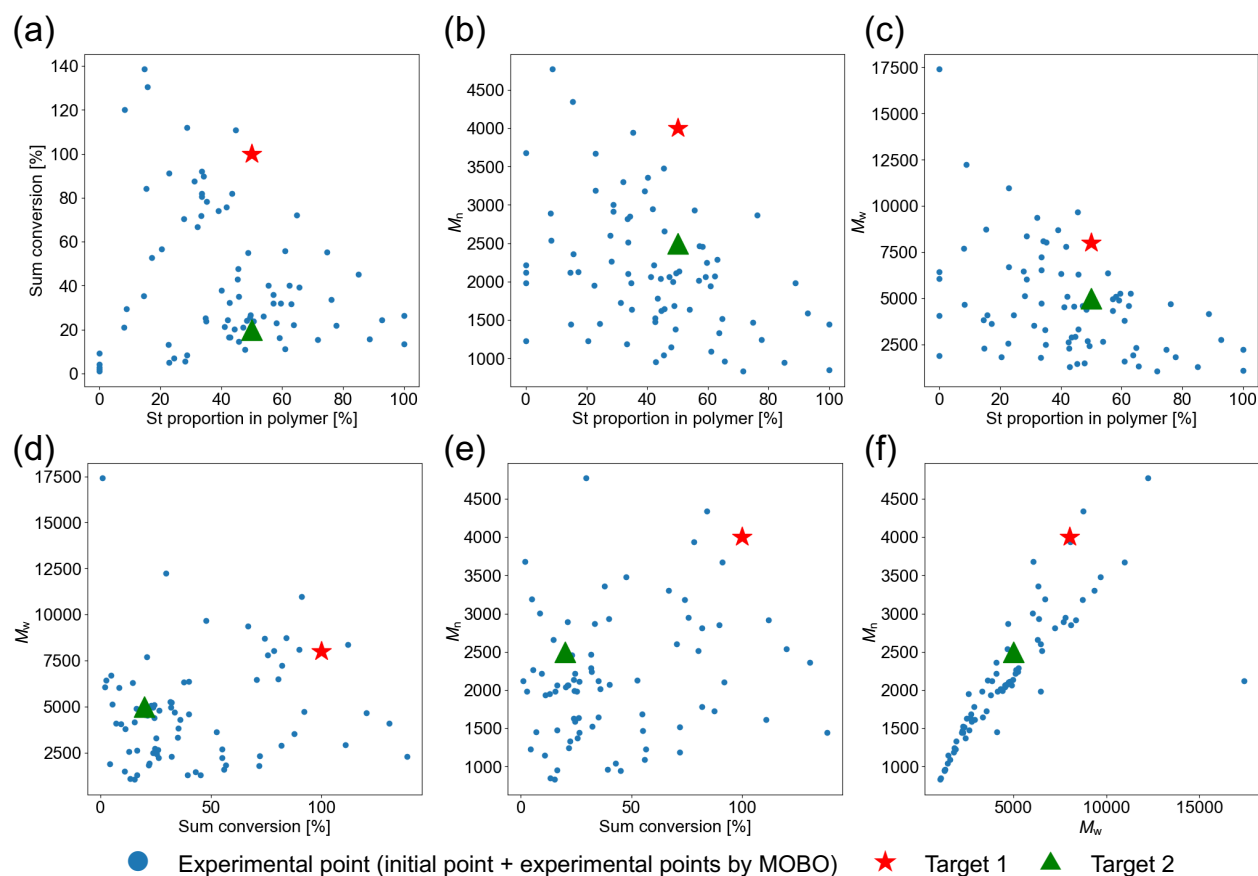 (a)
140
120
100
80
60
40
20
0
Sum conversion [%]
0 20 40 60 80 100
St proportion in polymer [%]
(b)
4500
4000
3500
3000
2500
2000
1500
1000
Mn
0 20 40 60 80 100
St proportion in polymer [%]
(c)
17500
15000
12500
10000
7500
5000
2500
Mw
0 20 40 60 80 100
St proportion in polymer [%]
(d)
17500
15000
12500
10000
7500
5000
2500
Mw
0 50 100
Sum conversion [%]
(e)
4500
4000
3500
3000
2500
2000
1500
1000
Mn
0 50 100
Sum conversion [%]
(f)
4500
4000
3500
3000
2500
2000
1500
1000
Mn
5000 10000 15000
Mw
Experimental point (initial point + experimental points by MOBO) Target 1 Target 2